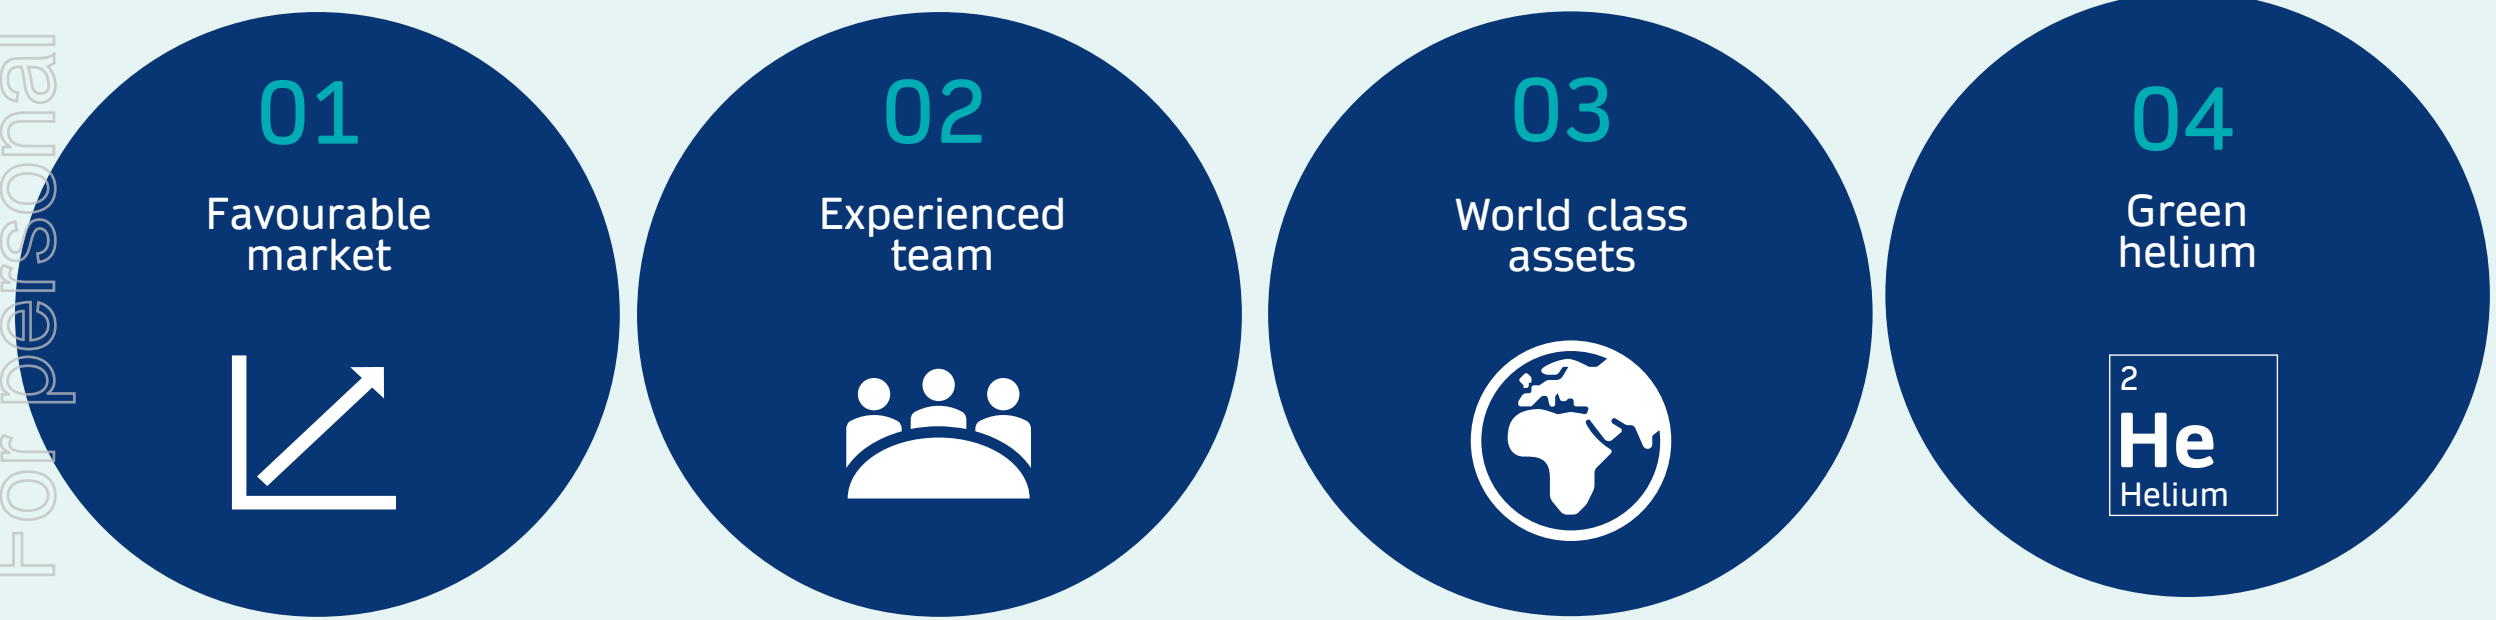 For personal
01
Favourable
market
02
Experienced
team
03
World class
assets
04
Green
helium
2
He
Helium